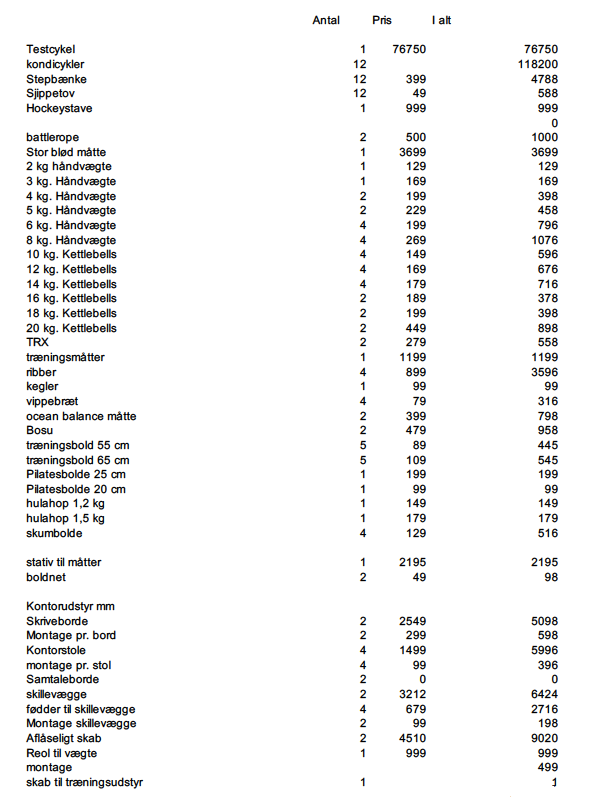 Antal Pris I alt
Testcykel 1 76750 76750
kondicykler 12 118200
Stepbænke 12 399 4788
Sjippetov 12 49 588
Hockeystave 1 999 999
0
battlerope 2 500 1000
Stor blød måtte 1 3699 3699
2 kg håndvægte 1 129 129
3 kg. Håndvægte 1 169 169
4 kg. Håndvægte 2 199 398
5 kg. Håndvægte 2 229 458
6 kg. Håndvægte 4 199 796
8 kg. Håndvægte 4 269 1076
10 kg. Kettlebells 4 149 596
12 kg. Kettlebells 4 169 676
14 kg. Kettlebells 4 179 716
16 kg. Kettlebells 2 189 378
18 kg. Kettlebells 2 199 398
20 kg. Kettlebells 2 449 898
TRX 2 279 558
træningsmåtter 1 1199 1199
ribber 4 899 3596
kegler 1 99 99
vippebræt 4 79 316
ocean balance måtte 2 399 798
Bosu 2 479 958
træningsbold 55 cm 5 89 445
træningsbold 65 cm 5 109 545
Pilatesbolde 25 cm 1 199 199
Pilatesbolde 20 cm 1 99 99
hulahop 1,2 kg 1 149 149
hulahop 1,5 kg 1 179 179
skumbolde 4 129 516
stativ til måtter 1 2195 2195
boldnet 2 49 98
Kontorudstyr mm
Skriveborde 2 2549 5098
Montage pr. bord 2 299 598
Kontorstole 4 1499 5996
montage pr. stol 4 99 396
Samtaleborde 2 0 0
skillevægge 2 3212 6424
fødder til skillevægge 4 679 2716
Montage skillevægge 2 99 198
Aflåseligt skab 2 4510 9020
Reol til vægte 1 999 999
montage 499
skab til træningsudstyr 1 1